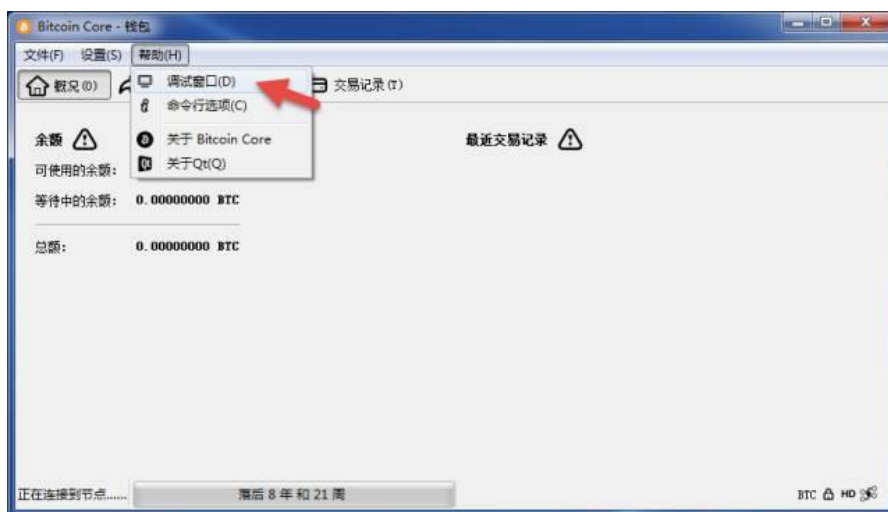 Bitcoin Core - 钱包
文件(F) 设置(S) 帮助(H)
概况(O) 交易记录(T)
调试窗口(D)
命令行选项(C)
关于 Bitcoin Core
关于Qt(Q)
余额 最近交易记录
可使用的余额:
等待中的余额: 0.00000000 BTC
总额: 0.00000000 BTC
正在连接到节点...... 落后 8 年 和 21 周 BTC HD